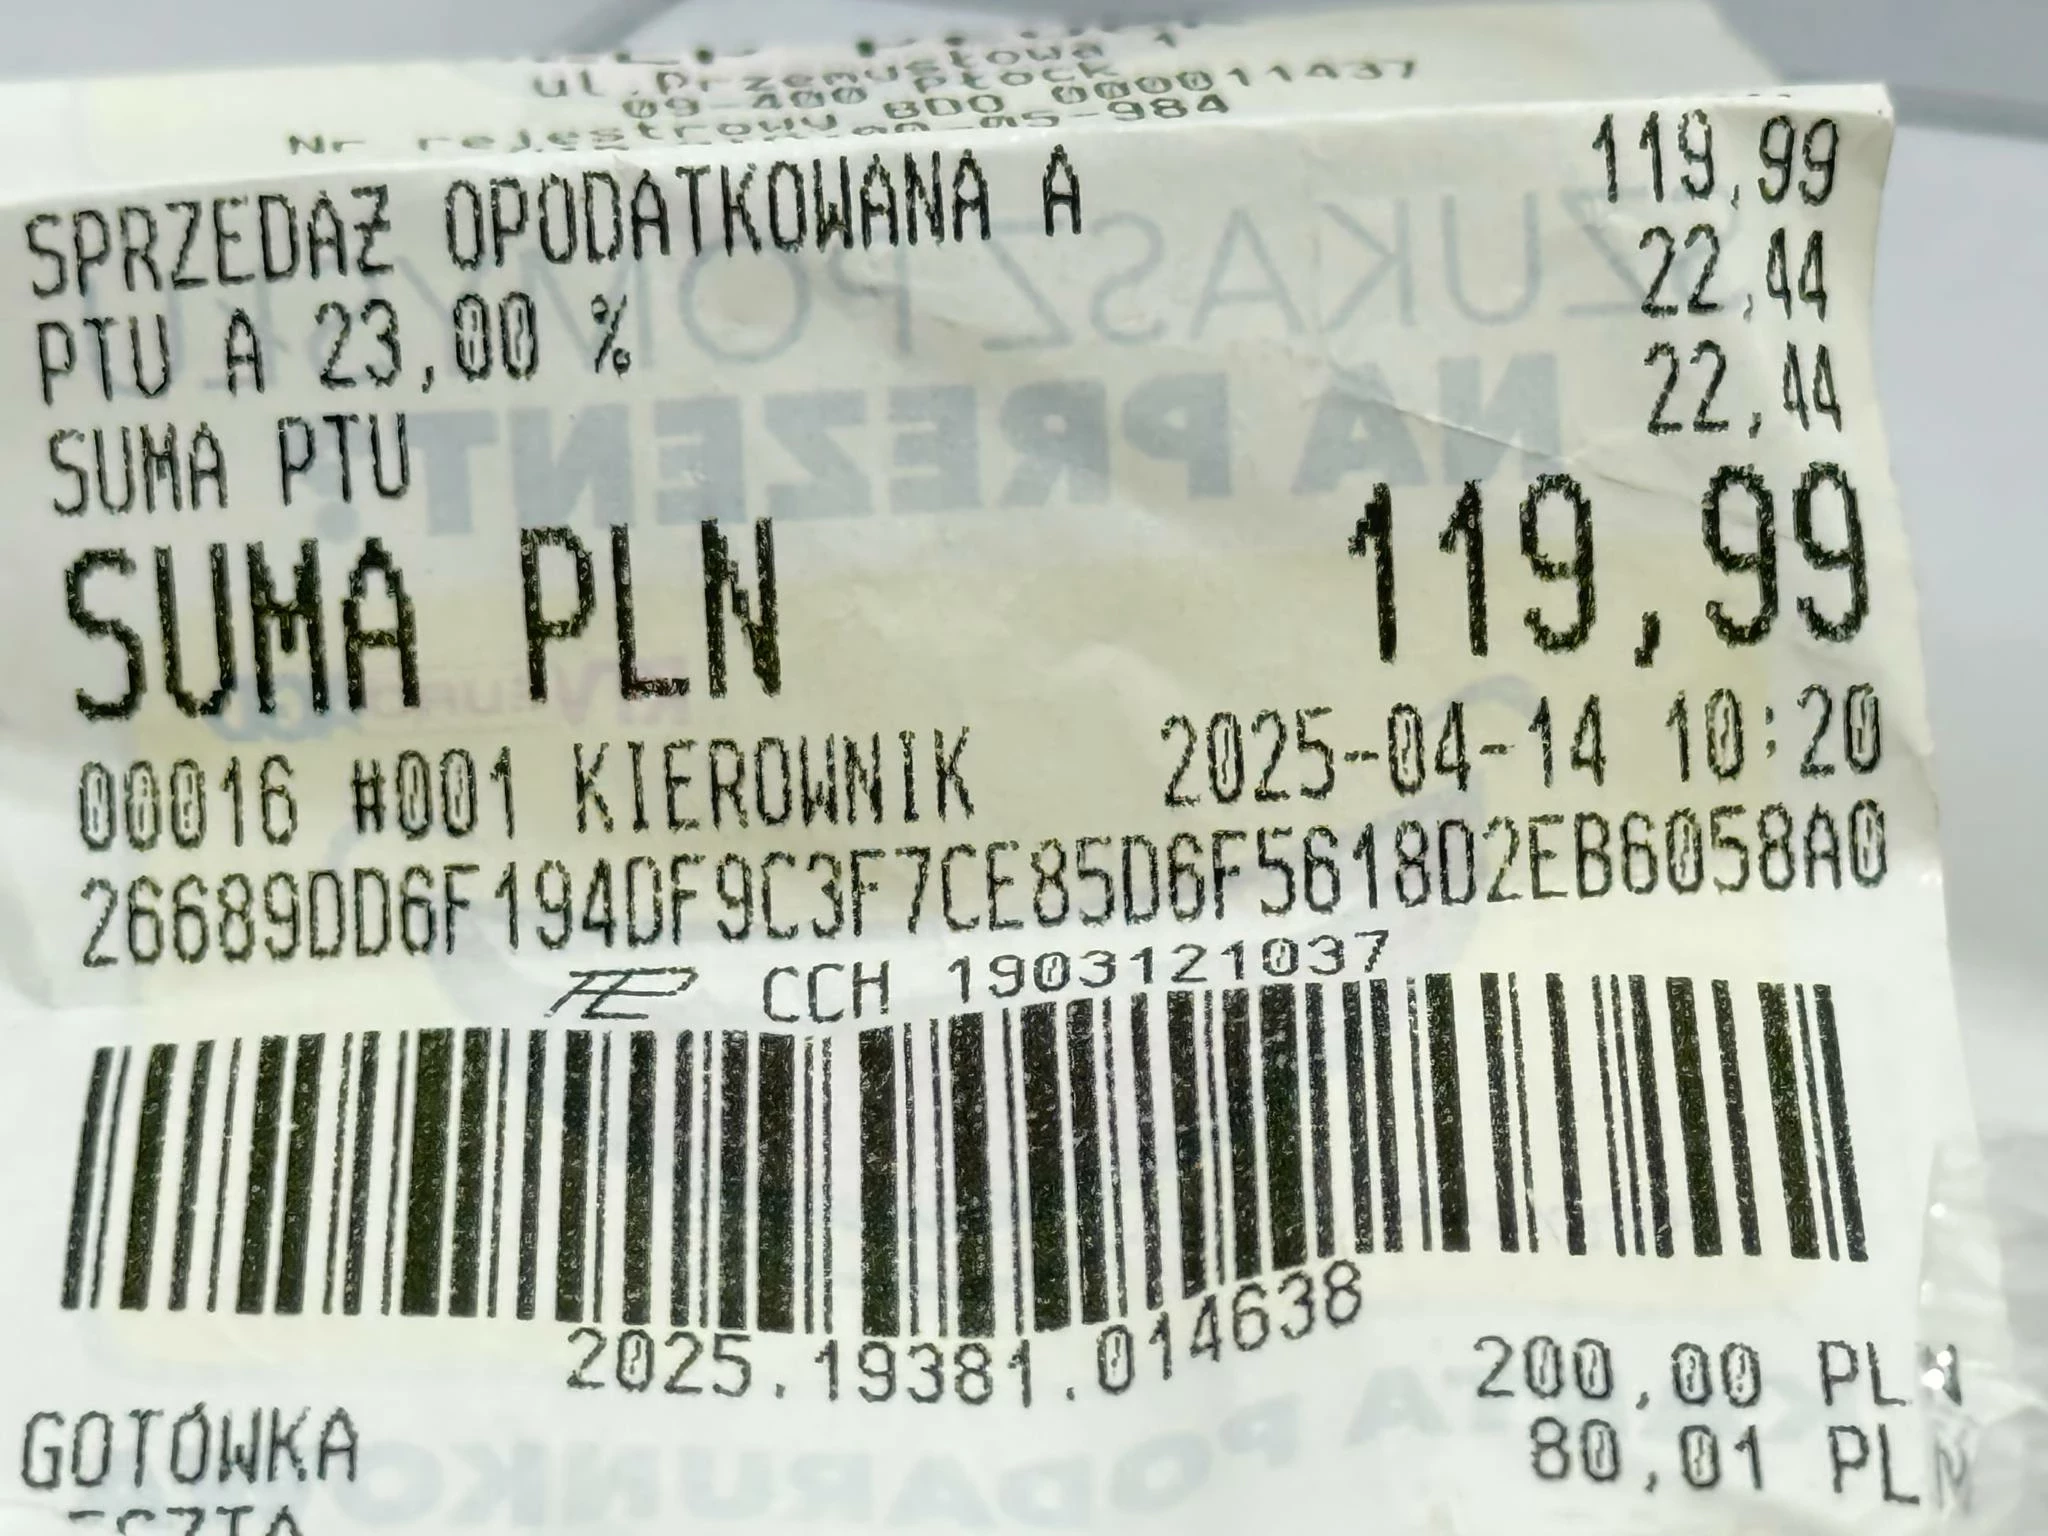 ul.Przemysłowa 1
09-400 Płock
Nr rejestrowy BDO 000011437
SPRZEDAŻ OPODATKOWANA A 119,99
PTU A 23,00 % 22,44
SUMA PTU 22,44
SUMA PLN 119,99
00016 #001 KIEROWNIK 2025-04-14 10:20
26689DD6F194DF9C3F7CE85D6F5618D2EB6058A0
CCH 1903121037
2025.19381.014638
GOTÓWKA 200,00 PLN
80,01 PLN